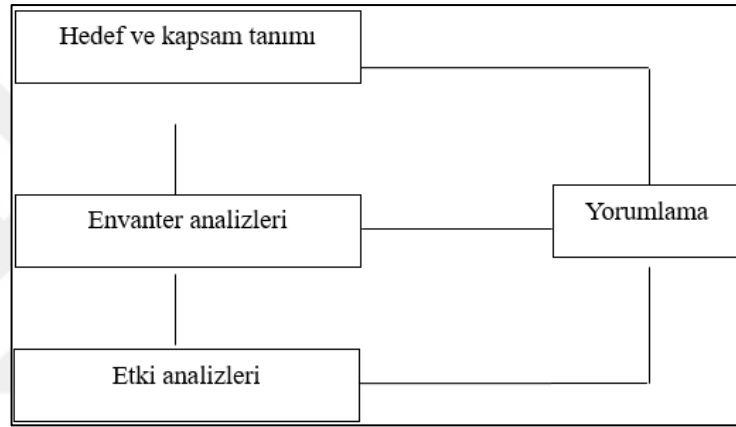 Hedef ve kapsam tanımı
Envanter analizleri
Yorumlama
Etki analizleri